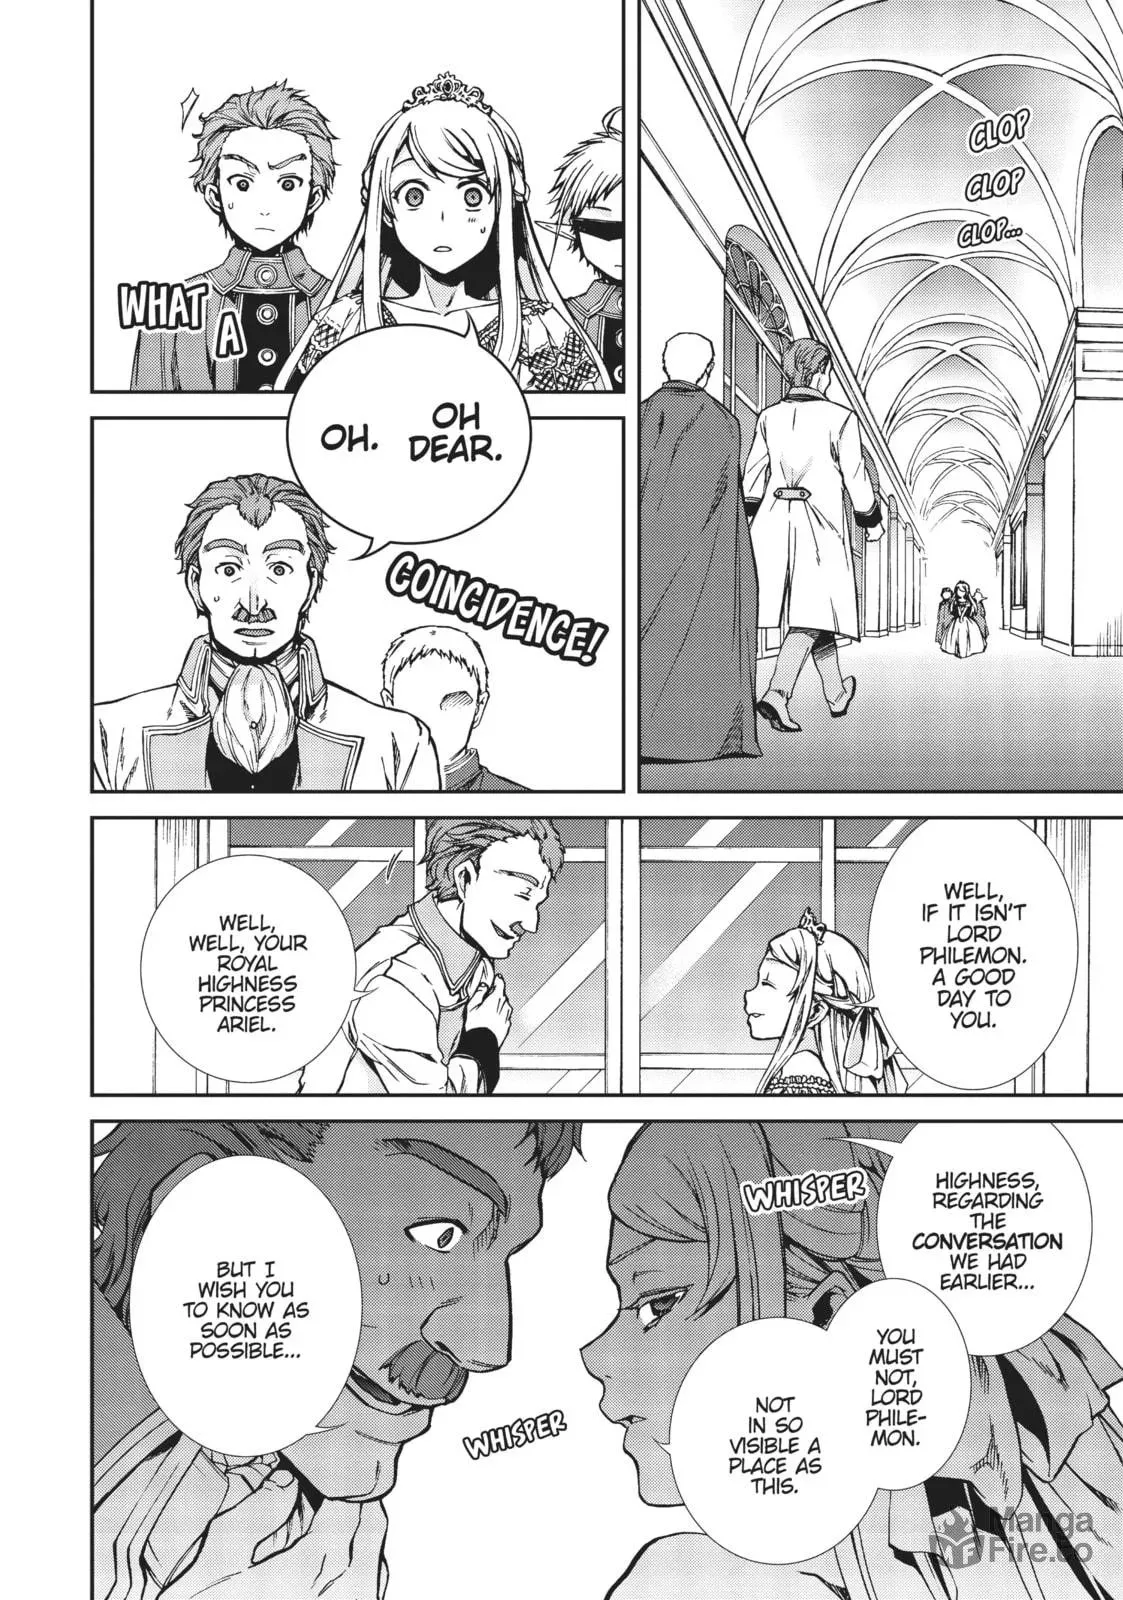 CLOP
CLOP
CLOP...
WHAT
A
OH
DEAR.
OH.
COINCIDENCE!
WELL,
IF IT ISN'T
LORD
PHILEMON.
A GOOD
DAY TO
YOU.
WELL,
WELL, YOUR
ROYAL
HIGHNESS
PRINCESS
ARIEL.
HIGHNESS,
REGARDING
THE
CONVERSATION
WE HAD
EARLIER...
WHISPER
YOU
MUST
NOT,
LORD
PHILE-
MON.
NOT
IN SO
VISIBLE A
PLACE AS
THIS.
WHISPER
BUT I
WISH YOU
TO KNOW AS
SOON AS
POSSIBLE...
Manga
Fire.to
MF